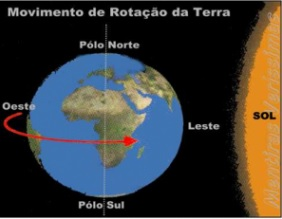 Movimento de Rotação da Terra
Pólo Norte
Oeste
Leste
SOL
Pólo Sul